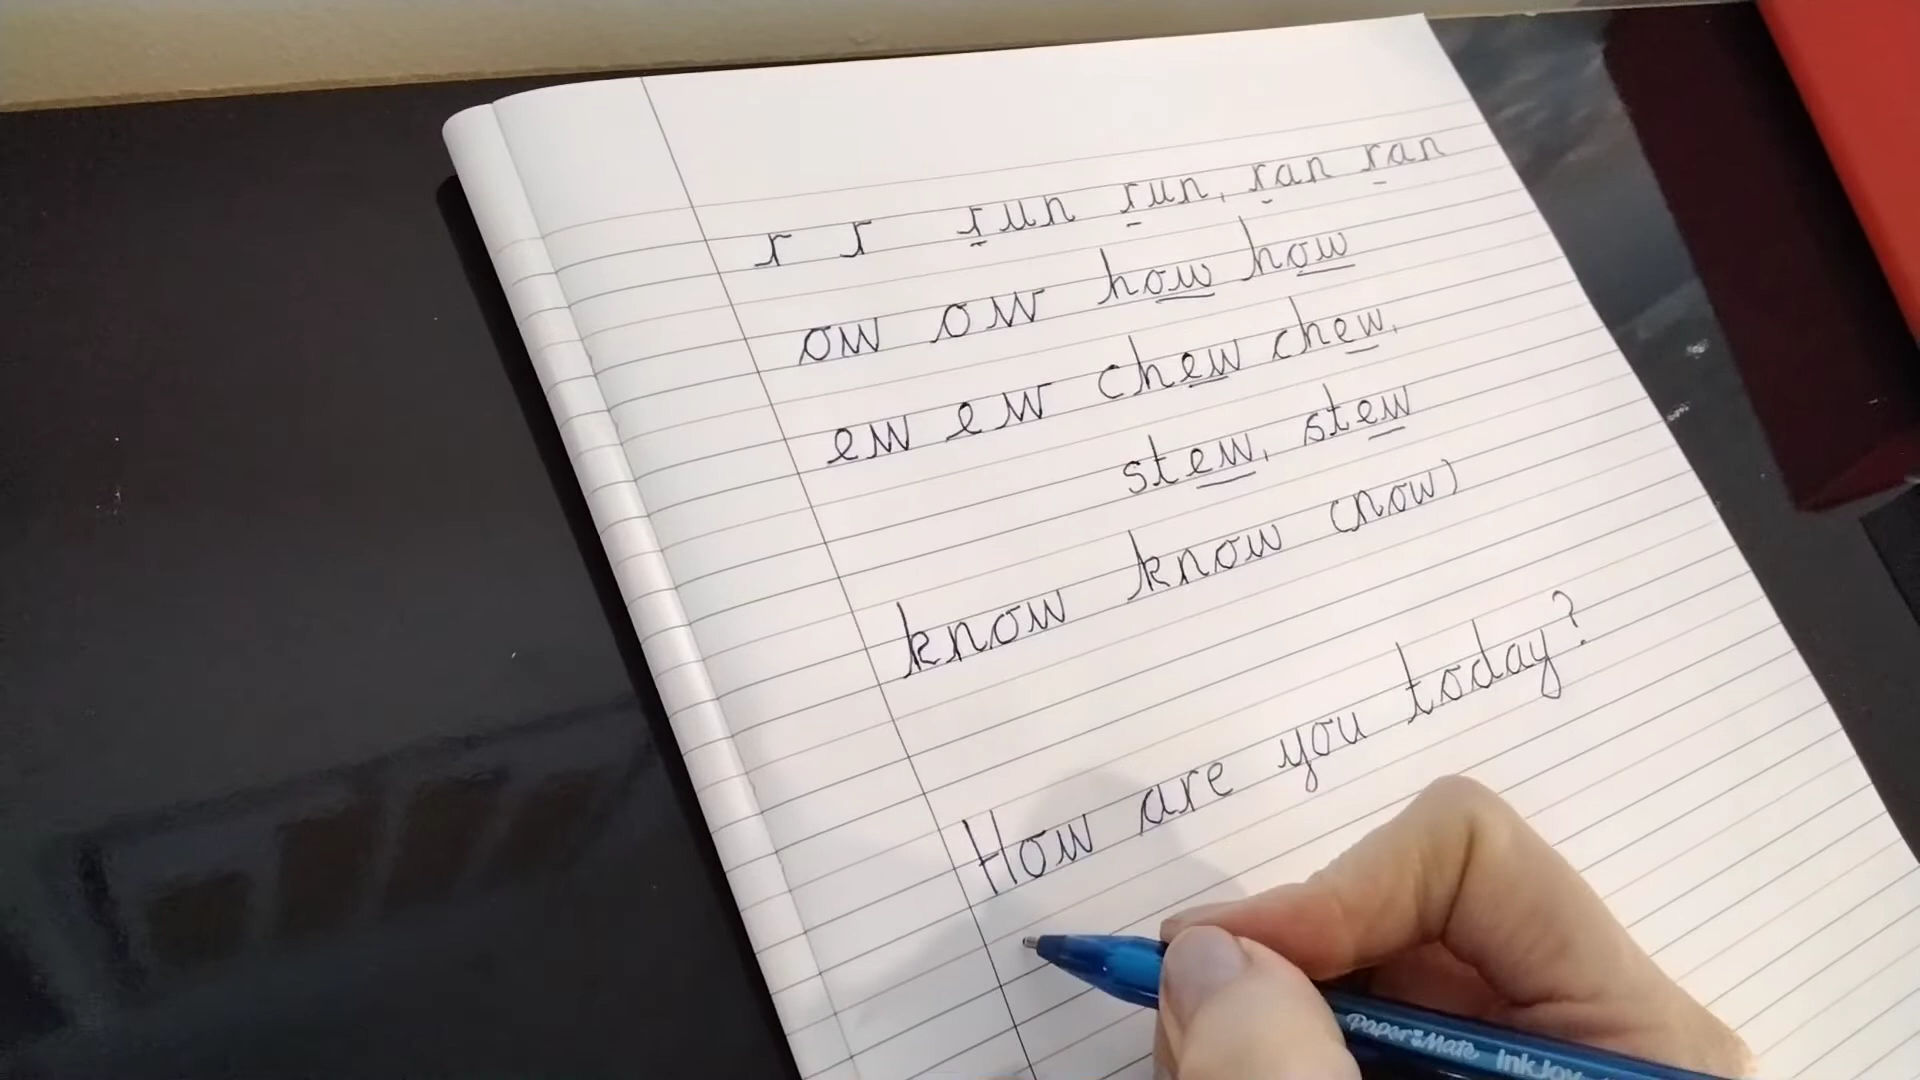 r r run run, ran ran
ow ow how how
ew ew chew chew,
stew, stew
know know (now)
How are you today?
Paper Mate InkJoy